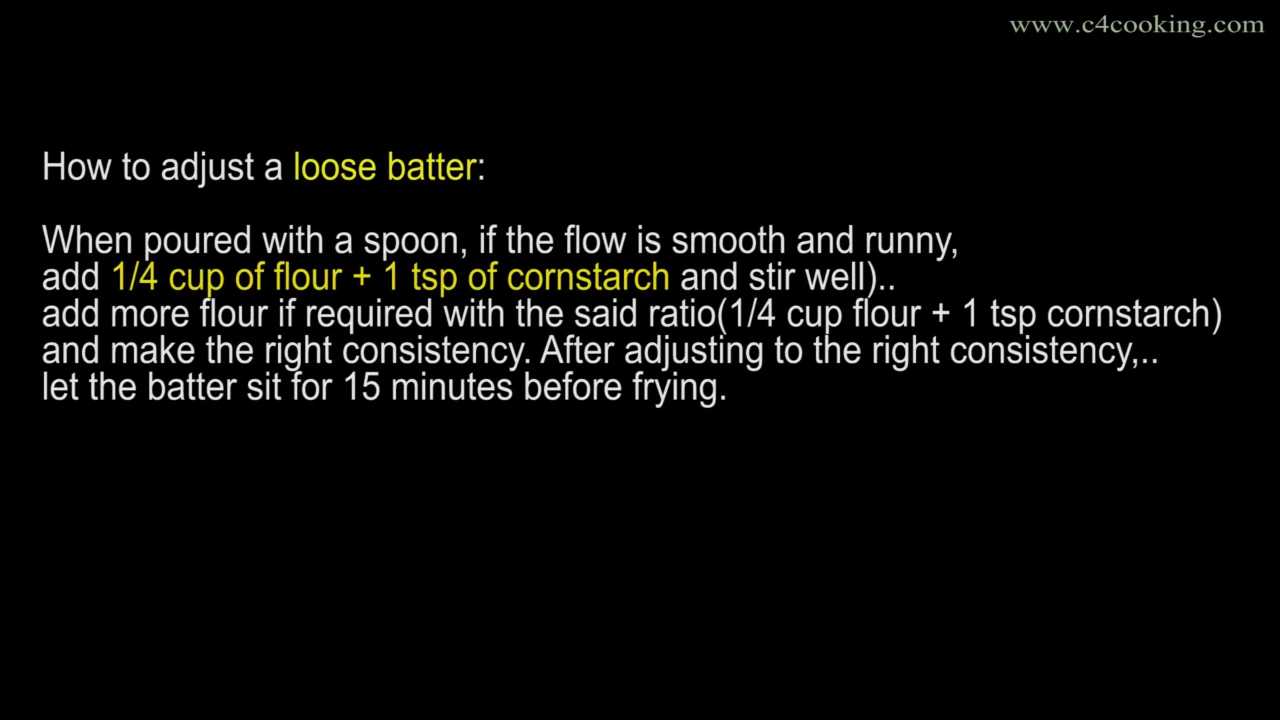 www.c4cooking.com
How to adjust a loose batter:
When poured with a spoon, if the flow is smooth and runny,
add 1/4 cup of flour + 1 tsp of cornstarch and stir well)..
add more flour if required with the said ratio(1/4 cup flour + 1 tsp cornstarch)
and make the right consistency. After adjusting to the right consistency,..
let the batter sit for 15 minutes before frying.